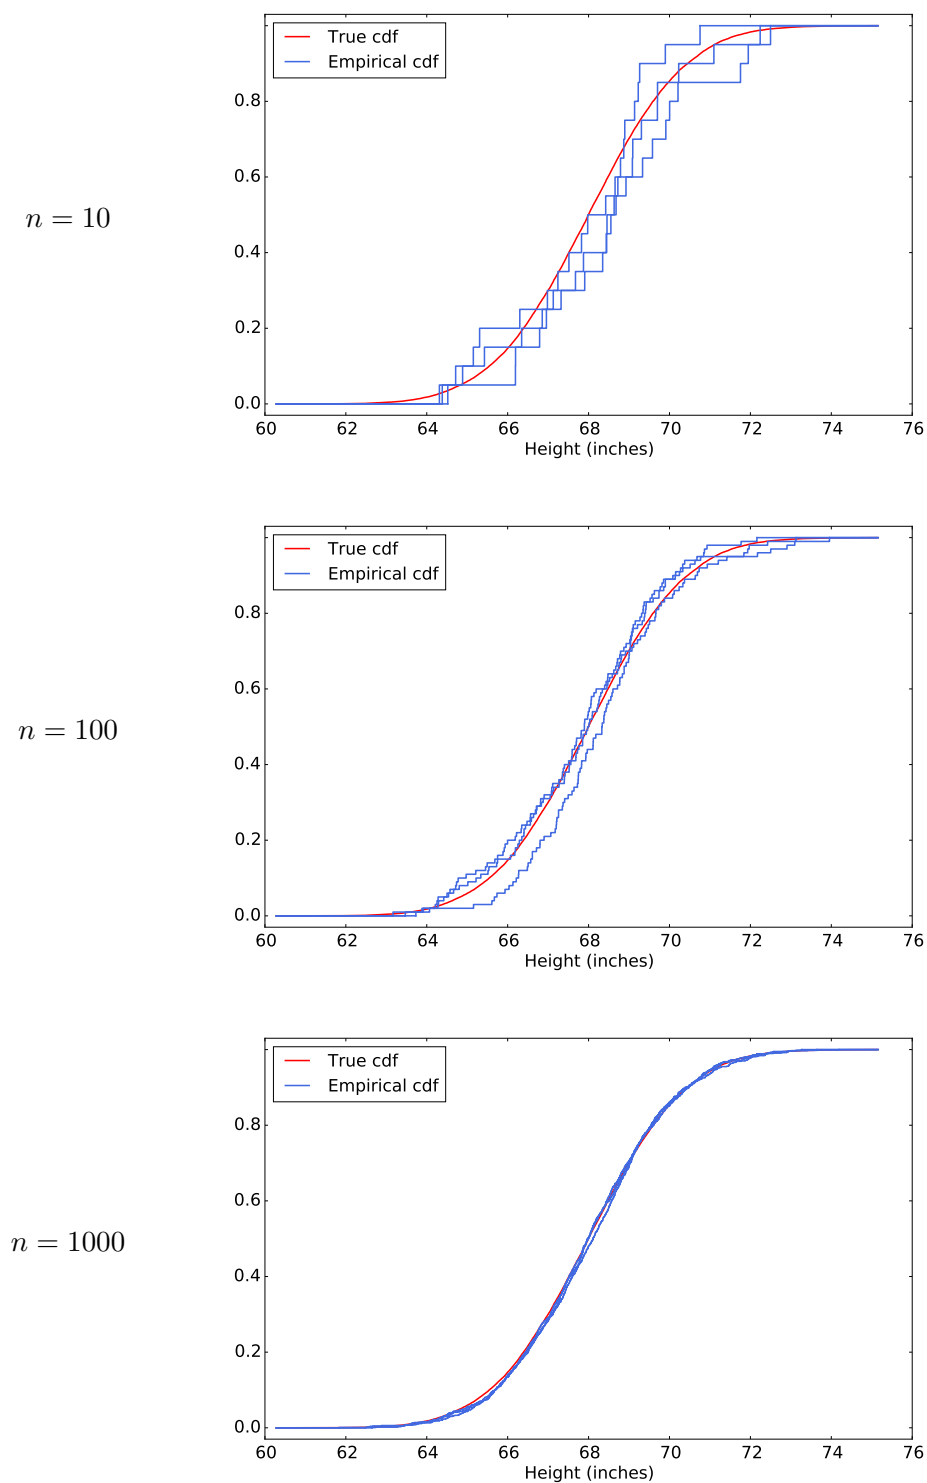 True cdf
Empirical cdf
0.8
0.6
0.4
0.2
0.0
60 62 64 66 68 70 72 74 76
Height (inches)
n = 10
True cdf
Empirical cdf
0.8
0.6
0.4
0.2
0.0
60 62 64 66 68 70 72 74 76
Height (inches)
n = 100
True cdf
Empirical cdf
0.8
0.6
0.4
0.2
0.0
60 62 64 66 68 70 72 74 76
Height (inches)
n = 1000